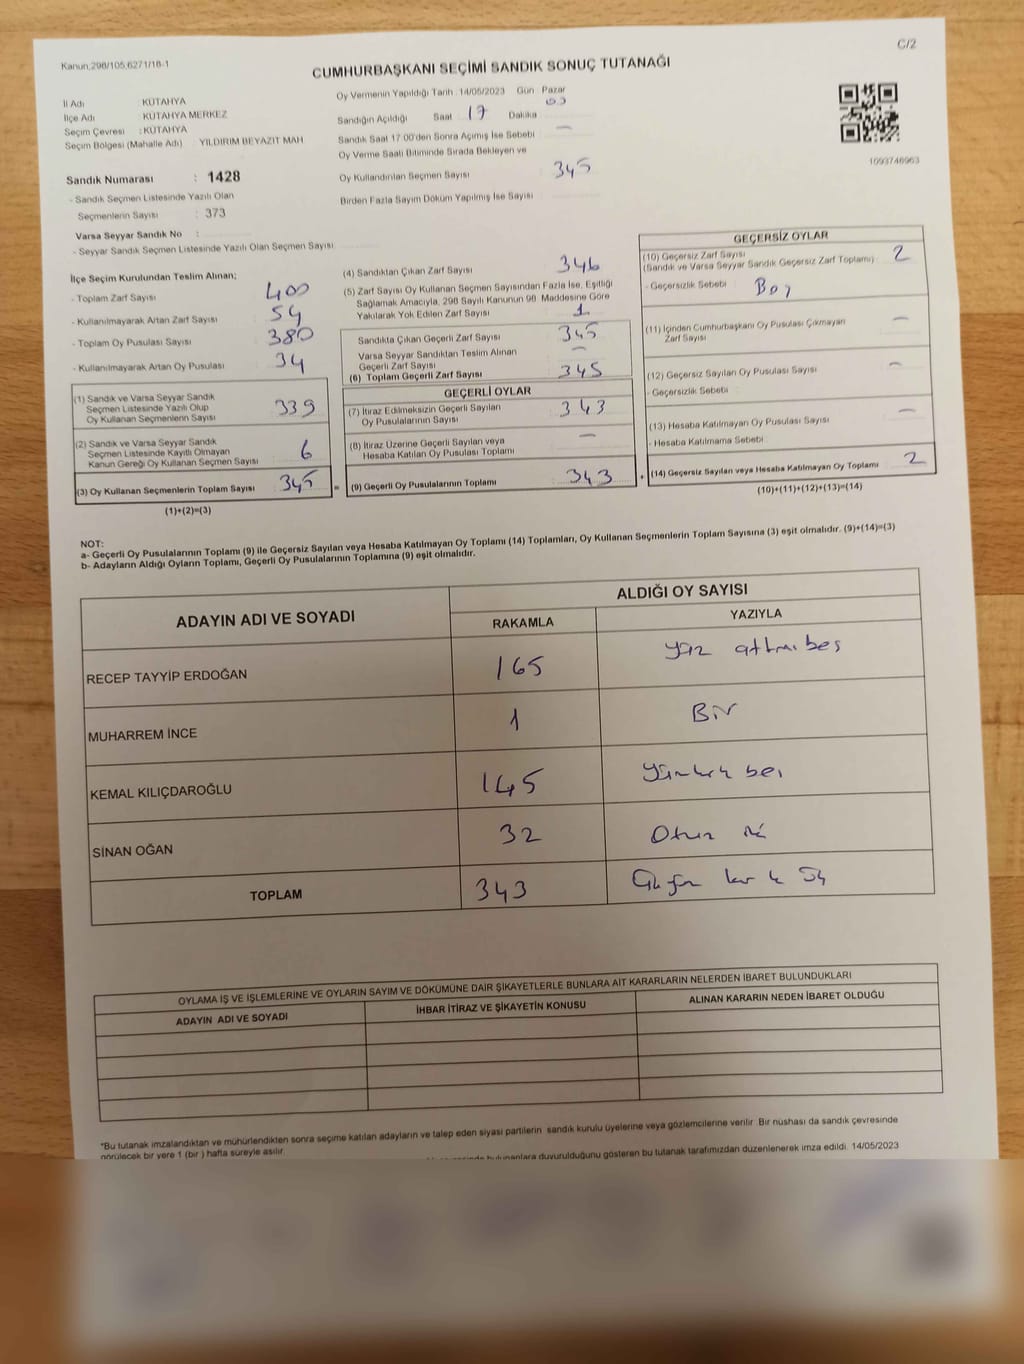 C/2
Kanun,298/105,6271/18-1
CUMHURBAŞKANI SEÇİMİ SANDIK SONUÇ TUTANAĞI
İl Adı : KÜTAHYA
İlçe Adı : KÜTAHYA MERKEZ
Seçim Çevresi : KÜTAHYA
Seçim Bölgesi (Mahalle Adı) YILDIRIM BEYAZIT MAH
Sandık Numarası : 1428
- Sandık Seçmen Listesinde Yazılı Olan
Seçmenlerin Sayısı : 373
Varsa Seyyar Sandık No :
- Seyyar Sandık Seçmen Listesinde Yazılı Olan Seçmen Sayısı
Oy Vermenin Yapıldığı Tarih :14/05/2023 Gün Pazar
Sandığın Açıldığı Saat 17 Dakika
Sandık Saat 17:00'den Sonra Açmış İse Sebebi —
Oy Verme Saati Bitiminde Sırada Bekleyen ve
Oy Kullandırılan Seçmen Sayısı 345
Birden Fazla Sayım Döküm Yapılmış İse Sayısı
1093746963
İlçe Seçim Kurulundan Teslim Alınan;
- Toplam Zarf Sayısı 400
- Kullanılmayarak Artan Zarf Sayısı 54
- Toplam Oy Pusulası Sayısı 380
- Kullanılmayarak Artan Oy Pusulası 34
(1) Sandık ve Varsa Seyyar Sandık
Seçmen Listesinde Yazılı Olup
Oy Kullanan Seçmenlerin Sayısı 339
(2) Sandık ve Varsa Seyyar Sandık
Seçmen Listesinde Kayıtlı Olmayan
Kanun Gereği Oy Kullanan Seçmen Sayısı 6
(3) Oy Kullanan Seçmenlerin Toplam Sayısı 345 =
(1)+(2)=(3)
(4) Sandıktan Çıkan Zarf Sayısı 346
(5) Zarf Sayısı Oy Kullanan Seçmen Sayısından Fazla İse, Eşitliği
Sağlamak Amacıyla, 298 Sayılı Kanunun 98. Maddesine Göre
Yakılarak Yok Edilen Zarf Sayısı 1
Sandıkta Çıkan Geçerli Zarf Sayısı 345
Varsa Seyyar Sandıktan Teslim Alınan
Geçerli Zarf Sayısı —
(6) Toplam Geçerli Zarf Sayısı 345
GEÇERLİ OYLAR
(7) İtiraz Edilmeksizin Geçerli Sayılan
Oy Pusulasının Sayısı 343
(8) İtiraz Üzerine Geçerli Sayılan veya
Hesaba Katılan Oy Pusulası Toplamı —
(9) Geçerli Oy Pusulalarının Toplamı 343 +
GEÇERSİZ OYLAR
(10) Geçersiz Zarf Sayısı
(Sandık ve Varsa Seyyar Sandık Geçersiz Zarf Toplamı) 2
- Geçersizlik Sebebi Boş
(11) İçinden Cumhurbaşkanı Oy Pusulası Çıkmayan
Zarf Sayısı —
(12) Geçersiz Sayılan Oy Pusulası Sayısı —
- Geçersizlik Sebebi
(13) Hesaba Katılmayan Oy Pusulası Sayısı —
- Hesaba Katılmama Sebebi
(14) Geçersiz Sayılan veya Hesaba Katılmayan Oy Toplamı 2
(10)+(11)+(12)+(13)=(14)
NOT:
a- Geçerli Oy Pusulalarının Toplamı (9) ile Geçersiz Sayılan veya Hesaba Katılmayan Oy Toplamı (14) Toplamları, Oy Kullanan Seçmenlerin Toplam Sayısına (3) eşit olmalıdır. (9)+(14)=(3)
b- Adayların Aldığı Oyların Toplamı, Geçerli Oy Pusulalarının Toplamına (9) eşit olmalıdır.
ADAYIN ADI VE SOYADI
ALDIĞI OY SAYISI
RAKAMLA YAZIYLA
RECEP TAYYİP ERDOĞAN 165 yüz altmış beş
MUHARREM İNCE 1 Bir
KEMAL KILIÇDAROĞLU 145 Yüzkırk beş
SİNAN OĞAN 32 Otuz iki
TOPLAM 343
OYLAMA İŞ VE İŞLEMLERİNE VE OYLARIN SAYIM VE DÖKÜMÜNE DAİR ŞİKAYETLERLE BUNLARA AİT KARARLARIN NELERDEN İBARET BULUNDUKLARI
ADAYIN ADI VE SOYADI İHBAR İTİRAZ VE ŞİKAYETİN KONUSU ALINAN KARARIN NEDEN İBARET OLDUĞU
*Bu tutanak imzalandıktan ve mühürlendikten sonra seçime katılan adayların ve talep eden siyasi partilerin sandık kurulu üyelerine veya gözlemcilerine verilir. Bir nüshası da sandık çevresinde
görülecek bir yere 1 (bir ) hafta süreyle asılır.
bulunanlara duyurulduğunu gösteren bu tutanak tarafımızdan düzenlenerek imza edildi. 14/05/2023